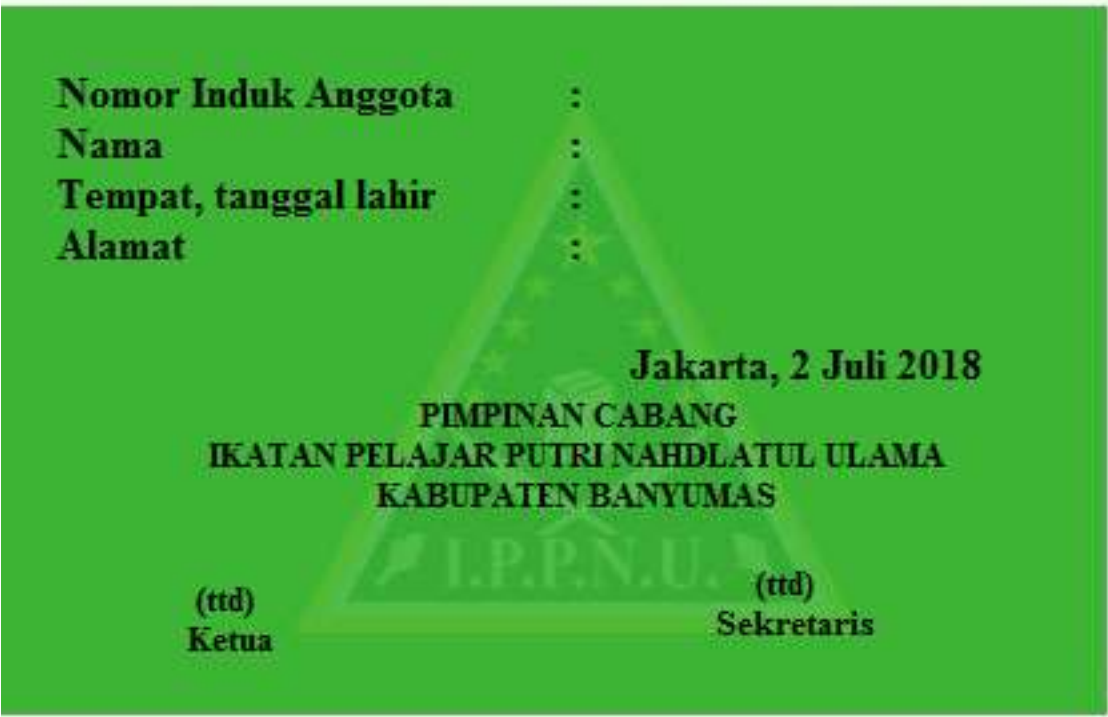 Nomor Induk Anggota :
Nama :
Tempat, tanggal lahir :
Alamat :
Jakarta, 2 Juli 2018
PIMPINAN CABANG
IKATAN PELAJAR PUTRI NAHDLATUL ULAMA
KABUPATEN BANYUMAS
I.P.P.N.U.
(ttd) (ttd)
Ketua Sekretaris